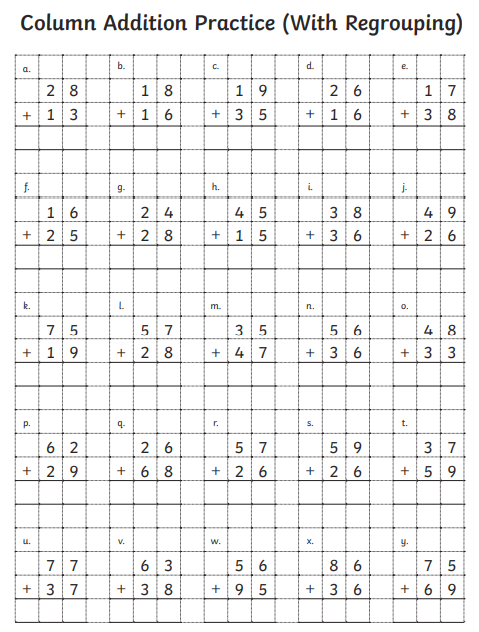 Column Addition Practice (With Regrouping)
a. b. c. d. e.
2 8 1 8 1 9 2 6 1 7
+ 1 3 + 1 6 + 3 5 + 1 6 + 3 8
f. g. h. i. j.
1 6 2 4 4 5 3 8 4 9
+ 2 5 + 2 8 + 1 5 + 3 6 + 2 6
k. l. m. n. o.
7 5 5 7 3 5 5 6 4 8
+ 1 9 + 2 8 + 4 7 + 3 6 + 3 3
p. q. r. s. t.
6 2 2 6 5 7 5 9 3 7
+ 2 9 + 6 8 + 2 6 + 2 6 + 5 9
u. v. w. x. y.
7 7 6 3 5 6 8 6 7 5
+ 3 7 + 3 8 + 9 5 + 3 6 + 6 9